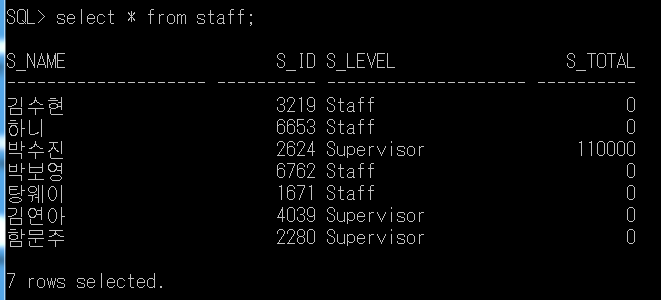 SQL> select * from staff;
S_NAME S_ID S_LEVEL S_TOTAL
-------------------- ---------- -------------------- ----------
김수현 3219 Staff 0
하니 6653 Staff 0
박수진 2624 Supervisor 110000
박보영 6762 Staff 0
탕웨이 1671 Staff 0
김연아 4039 Supervisor 0
함문주 2280 Supervisor 0
7 rows selected.